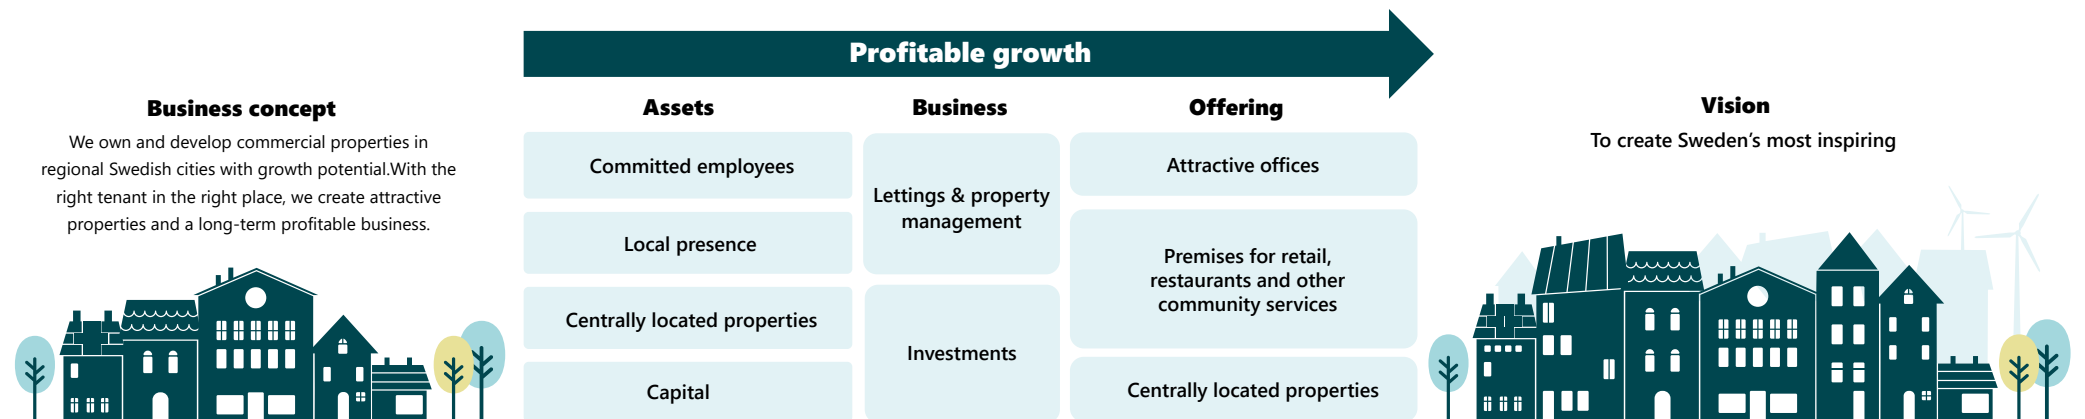 Profitable growth
Business concept
We own and develop commercial properties in
regional Swedish cities with growth potential.With the
right tenant in the right place, we create attractive
properties and a long-term profitable business.
Assets
Committed employees
Local presence
Centrally located properties
Capital
Business
Lettings & property
management
Investments
Offering
Attractive offices
Premises for retail,
restaurants and other
community services
Centrally located properties
Vision
To create Sweden’s most inspiring